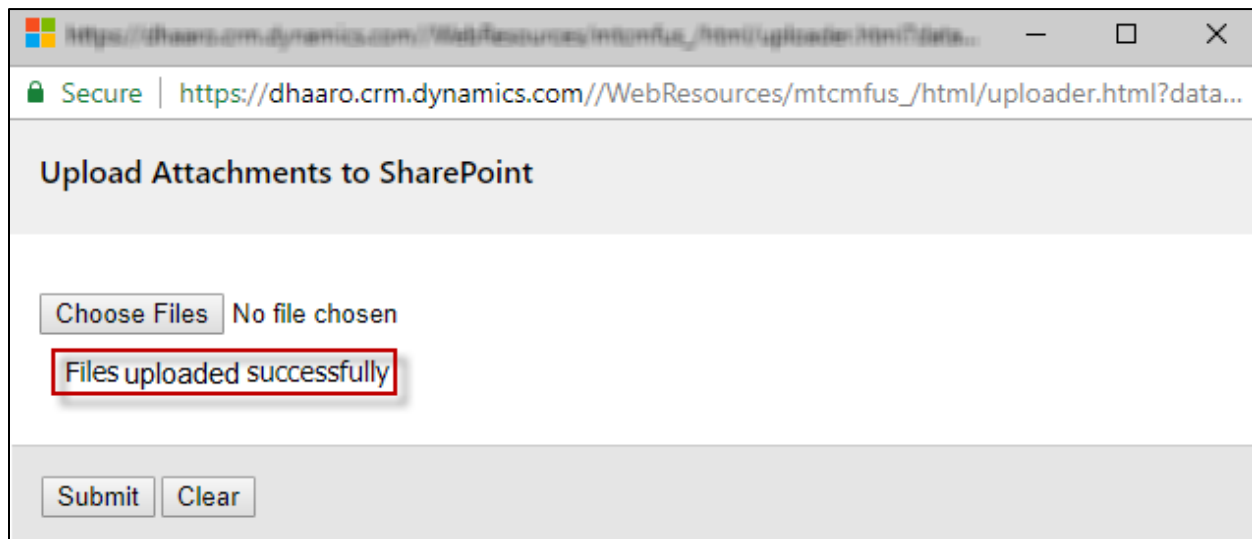 Secure | https://dhaaro.crm.dynamics.com//WebResources/mtcmfus_/html/uploader.html?data...
Upload Attachments to SharePoint
Choose Files No file chosen
Files uploaded successfully
Submit Clear